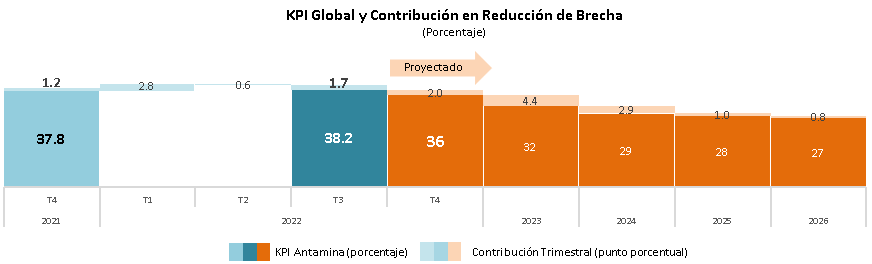 KPI Global y Contribución en Reducción de Brecha
(Porcentaje)
Proyectado
1.2 2.8 0.6 1.7 2.0 4.4 2.9 1.0 0.8
37.8 38.2 36 32 29 28 27
T4 T1 T2 T3 T4
2021 2022 2023 2024 2025 2026
KPI Antamina (porcentaje) Contribución Trimestral (punto porcentual)